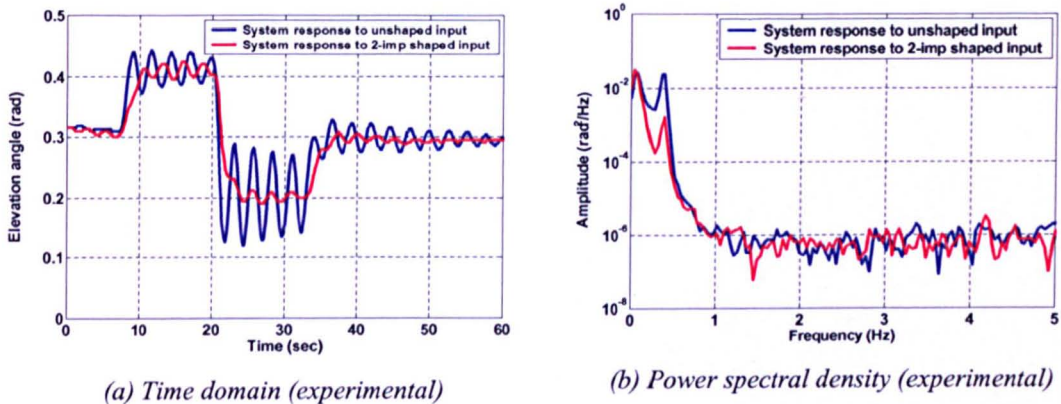 System response to unshaped input
System response to 2-imp shaped input
Elevation angle (rad)
0.5
0.4
0.3
0.2
0.1
0
0 10 20 30 40 50 60
Time (sec)
(a) Time domain (experimental)
System response to unshaped input
System response to 2-imp shaped input
Amplitude (rad²/Hz)
10⁰
10⁻²
10⁻⁴
10⁻⁶
10⁻⁸
0 1 2 3 4 5
Frequency (Hz)
(b) Power spectral density (experimental)